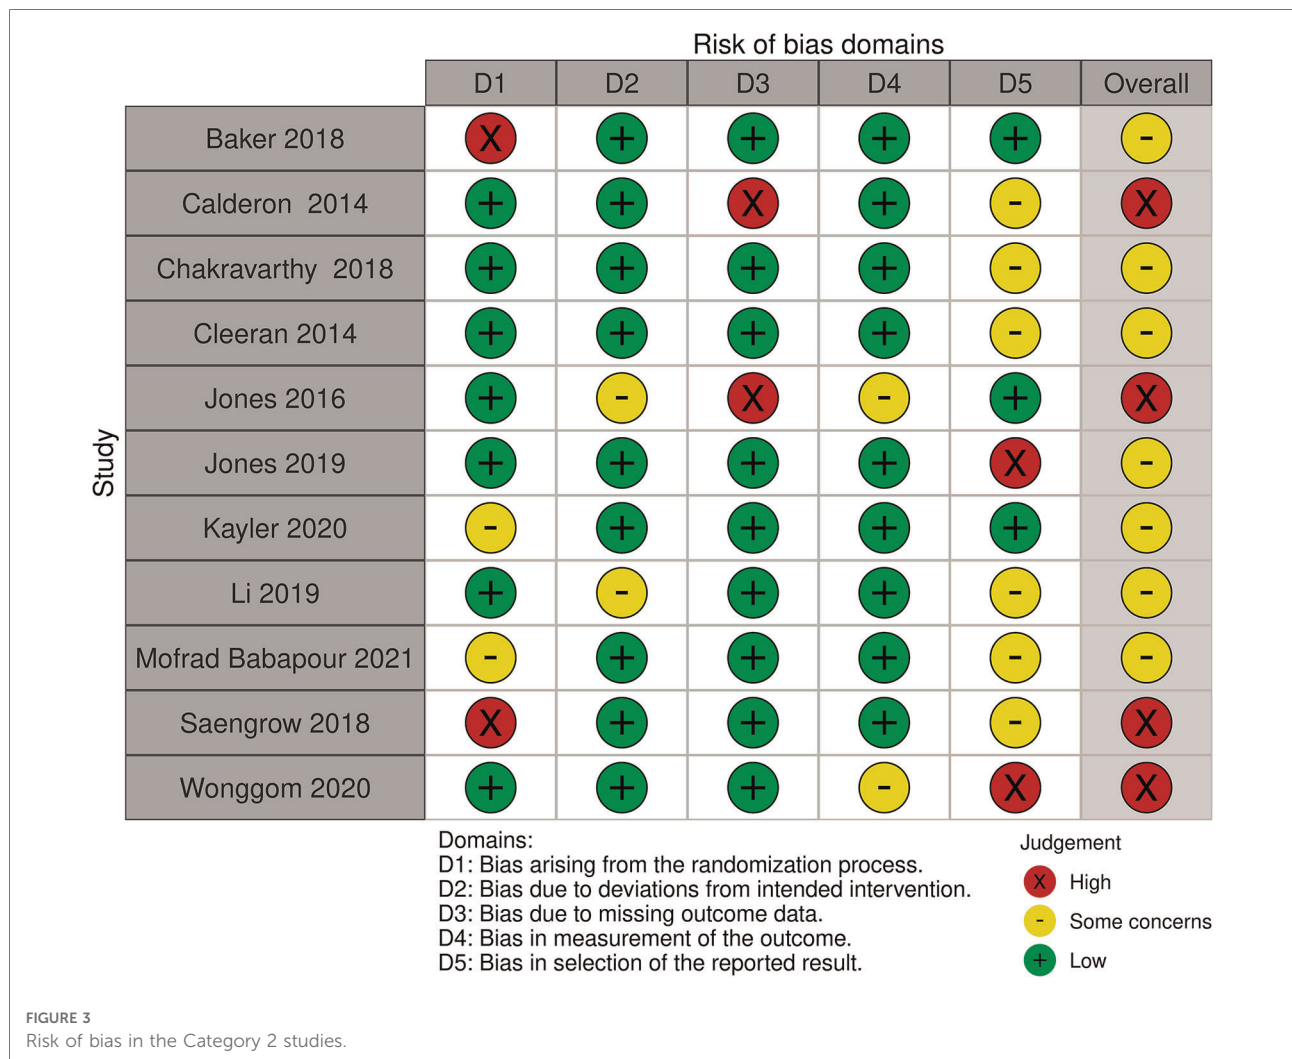 Risk of bias domains
D1 D2 D3 D4 D5 Overall
Baker 2018 X + + + + -
Calderon 2014 + + X + - X
Chakravarthy 2018 + + + + - -
Cleeran 2014 + + + + - -
Jones 2016 + - X - + X
Jones 2019 + + + + X -
Kayler 2020 - + + + + -
Li 2019 + - + + - -
Mofrad Babapour 2021 - + + + - -
Saengrow 2018 X + + + - X
Wonggom 2020 + + + - X X
Study
Domains:
D1: Bias arising from the randomization process.
D2: Bias due to deviations from intended intervention.
D3: Bias due to missing outcome data.
D4: Bias in measurement of the outcome.
D5: Bias in selection of the reported result.
Judgement
X High
- Some concerns
+ Low
FIGURE 3
Risk of bias in the Category 2 studies.